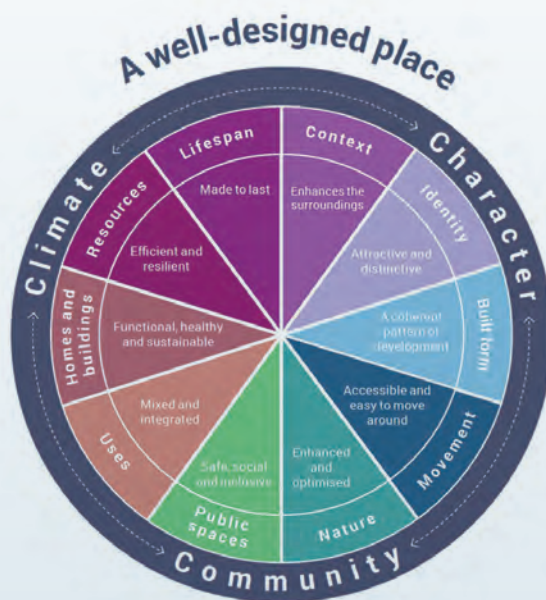 A well-designed place
Climate
Character
Community
Context
Enhances the
surroundings
Identity
Attractive and
distinctive
Built form
A coherent
pattern of
development
Movement
Accessible and
easy to move
around
Nature
Enhanced
and
optimised
Public
spaces
Safe, social
and inclusive
Uses
Mixed and
integrated
Homes and
buildings
Functional, healthy
and sustainable
Resources
Efficient and
resilient
Lifespan
Made to last